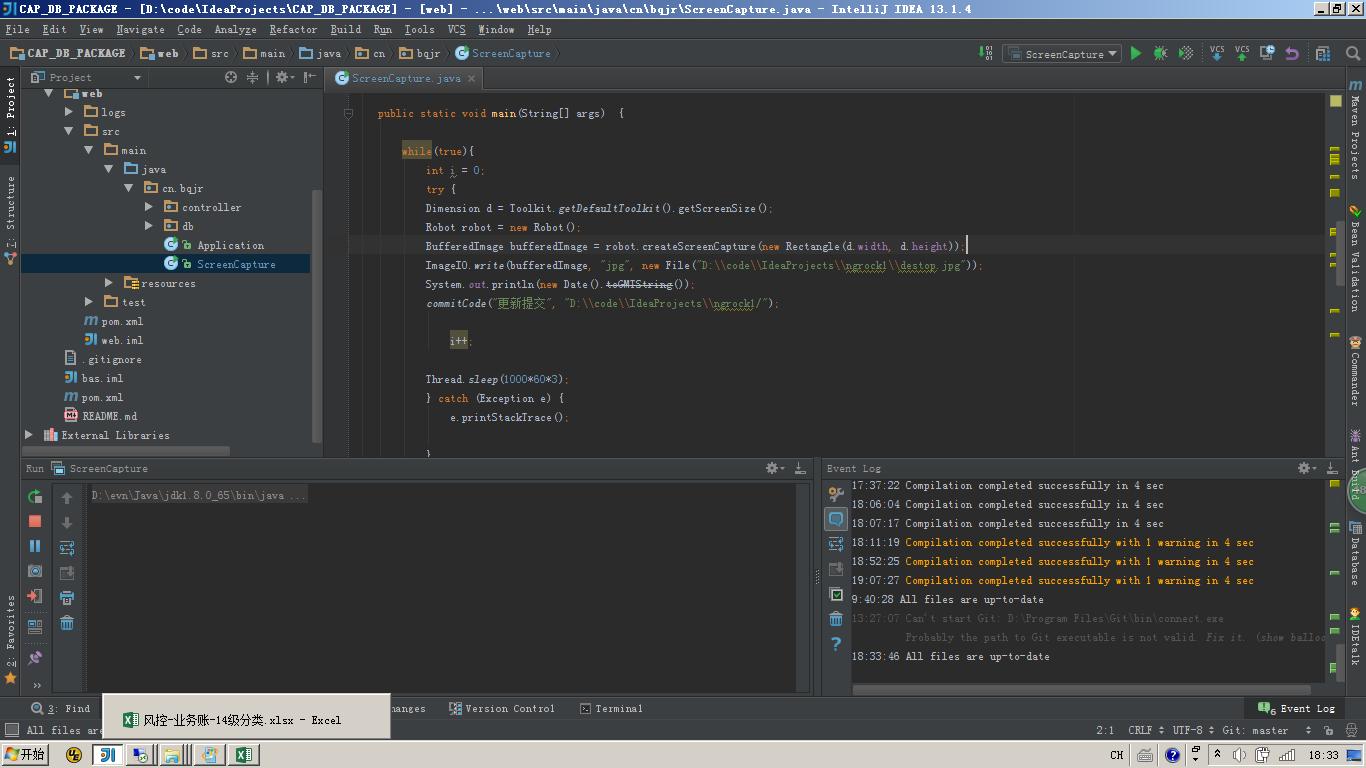 CAP_DB_PACKAGE - [D:\code\IdeaProjects\CAP_DB_PACKAGE] - [web] - ...\web\src\main\java\cn\bqjr\ScreenCapture.java - IntelliJ IDEA 13.1.4
File Edit View Navigate Code Analyze Refactor Build Run Tools VCS Window Help
CAP_DB_PACKAGE web src main java cn bqjr ScreenCapture
ScreenCapture
VCS VCS
Project
ScreenCapture.java
1: Project
7: Structure
2: Favorites
web
logs
src
main
java
cn.bqjr
controller
db
Application
ScreenCapture
resources
test
pom.xml
web.iml
.gitignore
bas.iml
pom.xml
README.md
External Libraries
public static void main(String[] args) {
while(true){
int i = 0;
try {
Dimension d = Toolkit.getDefaultToolkit().getScreenSize();
Robot robot = new Robot();
BufferedImage bufferedImage = robot.createScreenCapture(new Rectangle(d.width, d.height));
ImageIO.write(bufferedImage, "jpg", new File("D:\\code\\IdeaProjects\\ngrock1\\destop.jpg"));
System.out.println(new Date().toGMTString());
commitCode("更新提交", "D:\\code\\IdeaProjects\\ngrock1/");
i++;
Thread.sleep(1000*60*3);
} catch (Exception e) {
e.printStackTrace();
}
Maven Projects
Bean Validation
Commander
Ant Build
Database
IDEtalk
Run ScreenCapture
D:\evn\Java\jdk1.8.0_65\bin\java ...
Event Log
17:37:22 Compilation completed successfully in 4 sec
18:06:04 Compilation completed successfully in 4 sec
18:07:17 Compilation completed successfully in 4 sec
18:11:19 Compilation completed successfully with 1 warning in 4 sec
18:52:25 Compilation completed successfully with 1 warning in 4 sec
19:07:27 Compilation completed successfully with 1 warning in 4 sec
9:40:28 All files are up-to-date
13:27:07 Can't start Git: D:\Program Files\Git\bin\connect.exe
Probably the path to Git executable is not valid. Fix it. (show balloo
18:33:46 All files are up-to-date
3: Find
anges
Version Control
Terminal
6 Event Log
风控-业务账-14级分类.xlsx - Excel
All files are
2:1 CRLF UTF-8 Git: master
开始
CH
18:33